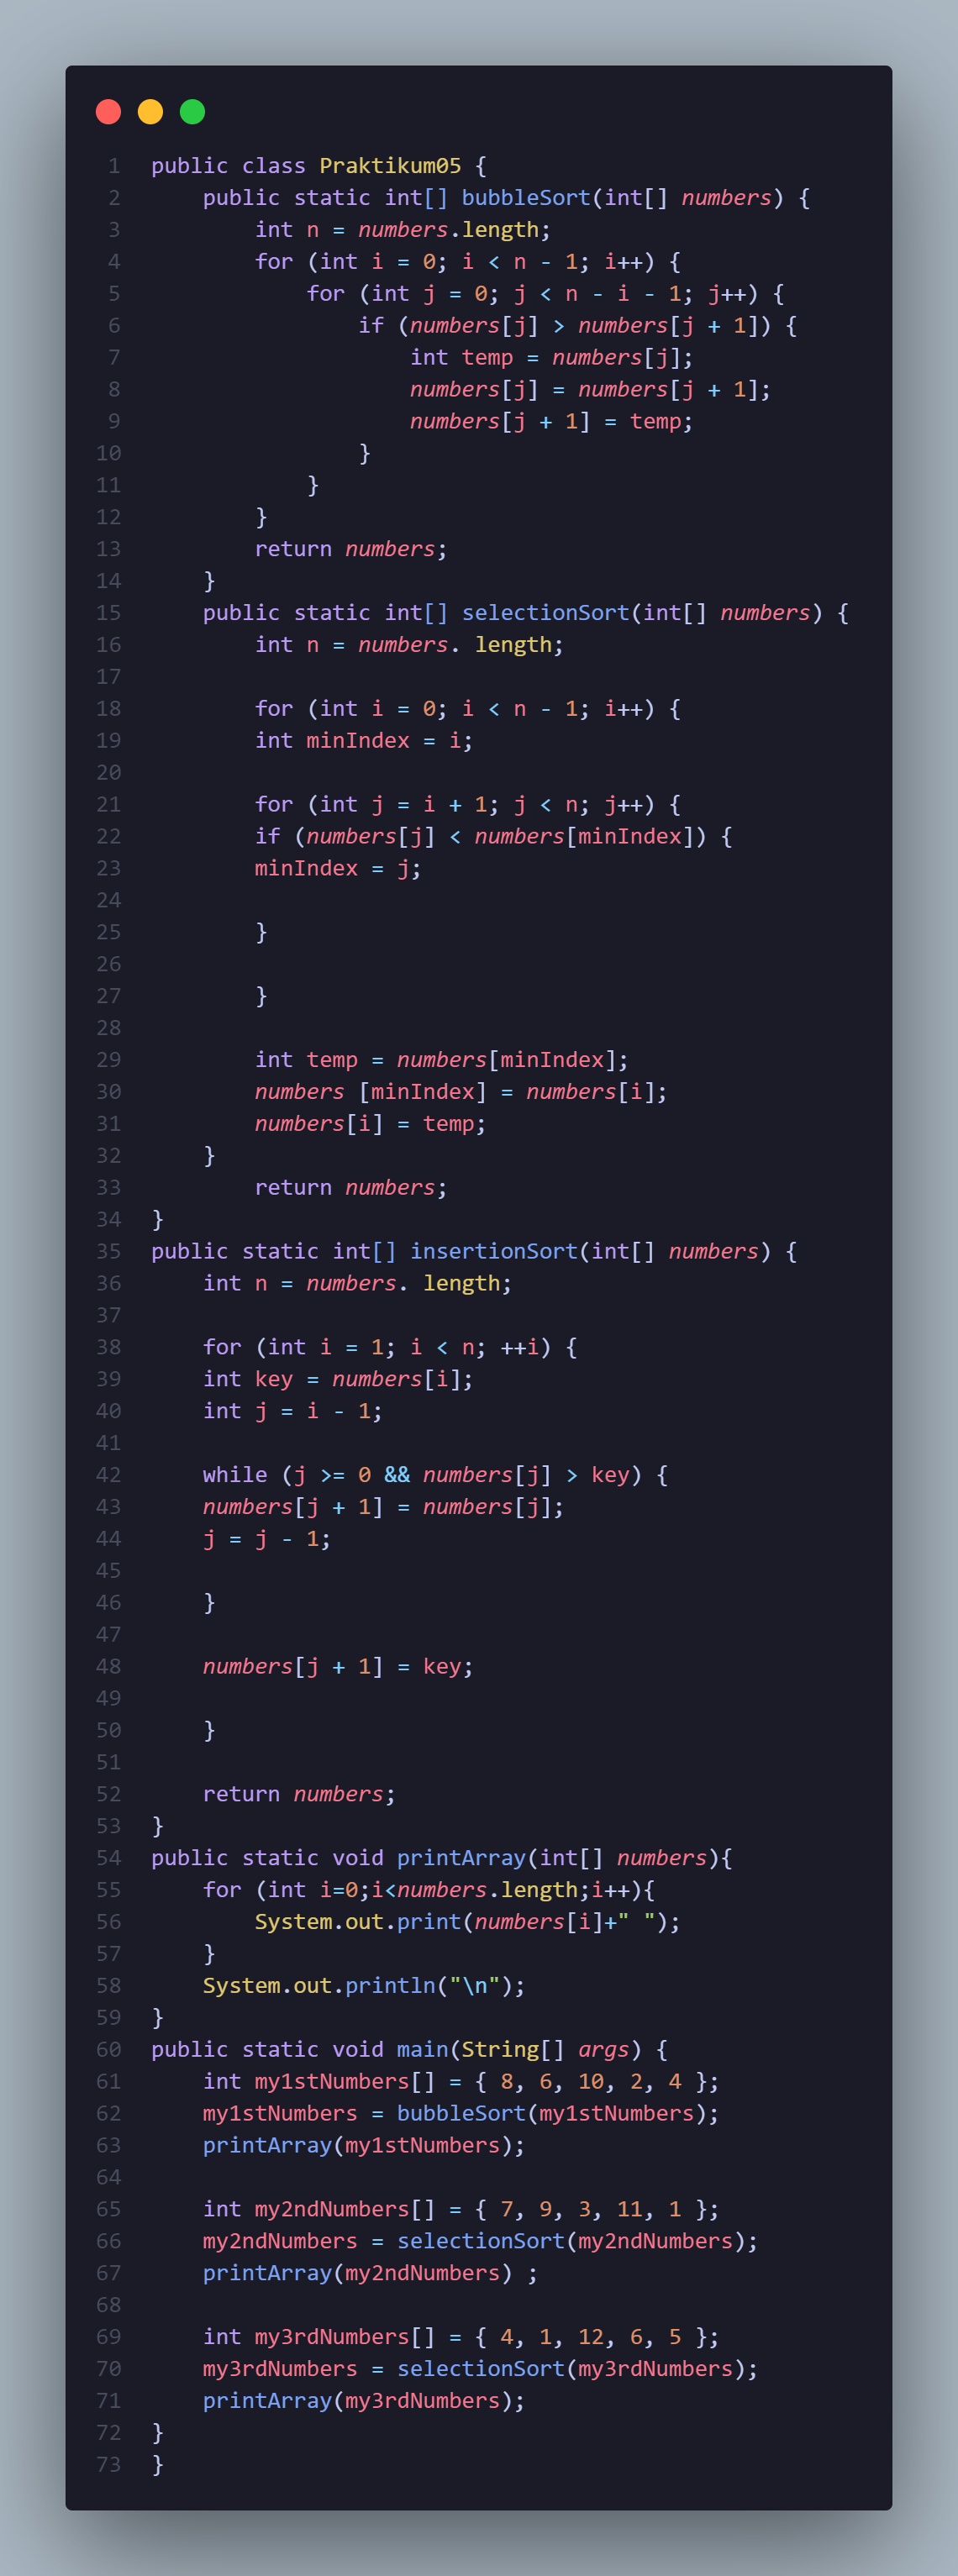 1 public class Praktikum05 {
2     public static int[] bubbleSort(int[] numbers) {
3         int n = numbers.length;
4         for (int i = 0; i < n - 1; i++) {
5             for (int j = 0; j < n - i - 1; j++) {
6                 if (numbers[j] > numbers[j + 1]) {
7                     int temp = numbers[j];
8                     numbers[j] = numbers[j + 1];
9                     numbers[j + 1] = temp;
10                 }
11             }
12         }
13         return numbers;
14     }
15     public static int[] selectionSort(int[] numbers) {
16         int n = numbers. length;
17
18         for (int i = 0; i < n - 1; i++) {
19         int minIndex = i;
20
21         for (int j = i + 1; j < n; j++) {
22         if (numbers[j] < numbers[minIndex]) {
23         minIndex = j;
24
25         }
26
27         }
28
29         int temp = numbers[minIndex];
30         numbers [minIndex] = numbers[i];
31         numbers[i] = temp;
32     }
33         return numbers;
34 }
35 public static int[] insertionSort(int[] numbers) {
36     int n = numbers. length;
37
38     for (int i = 1; i < n; ++i) {
39     int key = numbers[i];
40     int j = i - 1;
41
42     while (j >= 0 && numbers[j] > key) {
43     numbers[j + 1] = numbers[j];
44     j = j - 1;
45
46     }
47
48     numbers[j + 1] = key;
49
50     }
51
52     return numbers;
53 }
54 public static void printArray(int[] numbers){
55     for (int i=0;i<numbers.length;i++){
56         System.out.print(numbers[i]+" ");
57     }
58     System.out.println("\n");
59 }
60 public static void main(String[] args) {
61     int my1stNumbers[] = { 8, 6, 10, 2, 4 };
62     my1stNumbers = bubbleSort(my1stNumbers);
63     printArray(my1stNumbers);
64
65     int my2ndNumbers[] = { 7, 9, 3, 11, 1 };
66     my2ndNumbers = selectionSort(my2ndNumbers);
67     printArray(my2ndNumbers) ;
68
69     int my3rdNumbers[] = { 4, 1, 12, 6, 5 };
70     my3rdNumbers = selectionSort(my3rdNumbers);
71     printArray(my3rdNumbers);
72 }
73 }